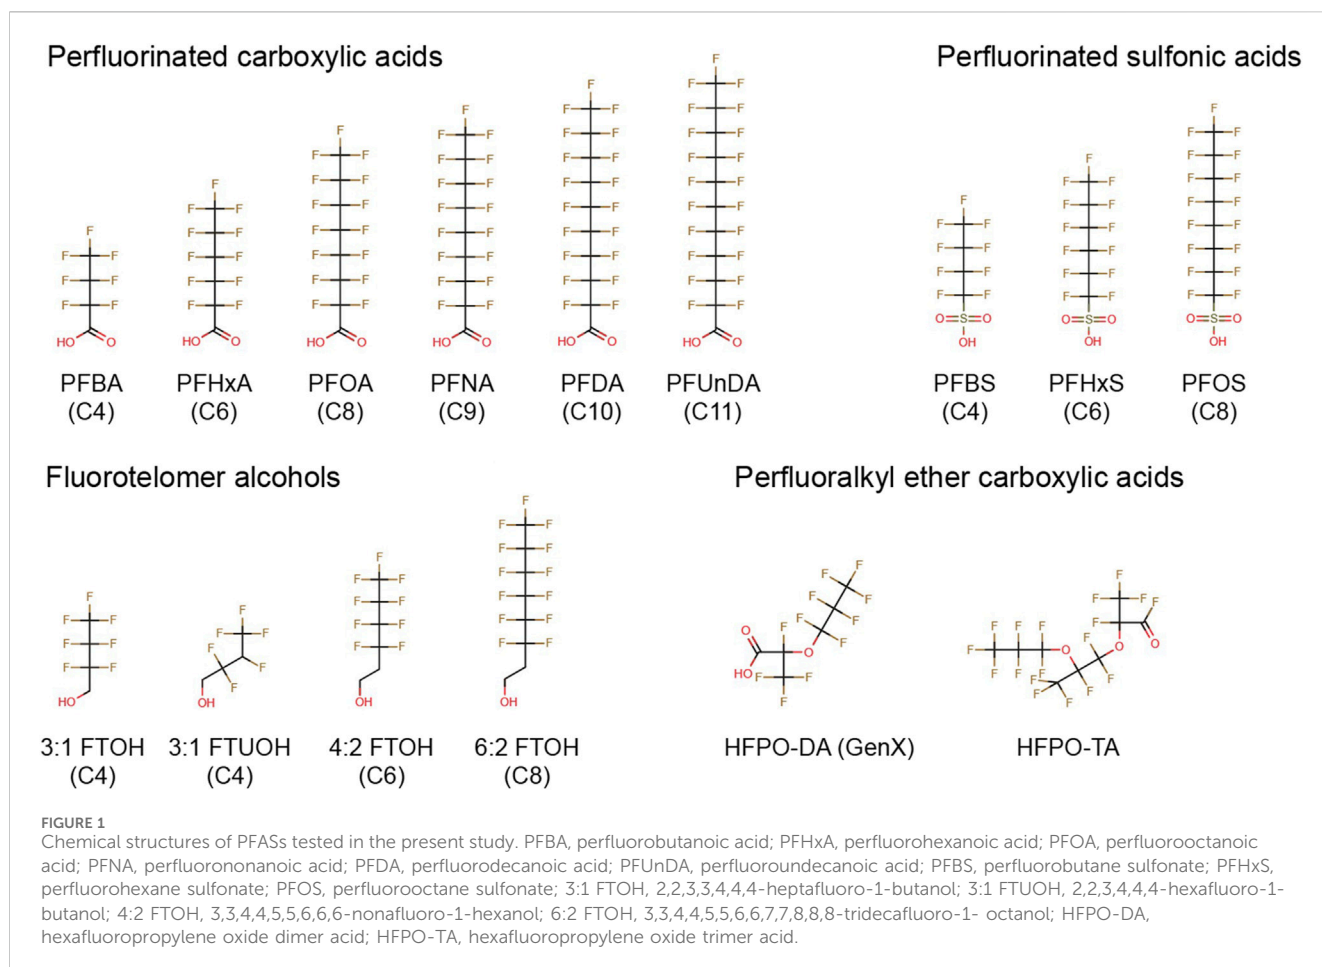 Perfluorinated carboxylic acids
Perfluorinated sulfonic acids
PFBA
(C4)
PFHxA
(C6)
PFOA
(C8)
PFNA
(C9)
PFDA
(C10)
PFUnDA
(C11)
PFBS
(C4)
PFHxS
(C6)
PFOS
(C8)
Fluorotelomer alcohols
Perfluoralkyl ether carboxylic acids
3:1 FTOH
(C4)
3:1 FTUOH
(C4)
4:2 FTOH
(C6)
6:2 FTOH
(C8)
HFPO-DA (GenX)
HFPO-TA
FIGURE 1
Chemical structures of PFASs tested in the present study. PFBA, perfluorobutanoic acid; PFHxA, perfluorohexanoic acid; PFOA, perfluorooctanoic
acid; PFNA, perfluorononanoic acid; PFDA, perfluorodecanoic acid; PFUnDA, perfluoroundecanoic acid; PFBS, perfluorobutane sulfonate; PFHxS,
perfluorohexane sulfonate; PFOS, perfluorooctane sulfonate; 3:1 FTOH, 2,2,3,3,4,4,4-heptafluoro-1-butanol; 3:1 FTUOH, 2,2,3,4,4,4-hexafluoro-1-
butanol; 4:2 FTOH, 3,3,4,4,5,5,6,6,6-nonafluoro-1-hexanol; 6:2 FTOH, 3,3,4,4,5,5,6,6,7,7,8,8,8-tridecafluoro-1- octanol; HFPO-DA,
hexafluoropropylene oxide dimer acid; HFPO-TA, hexafluoropropylene oxide trimer acid.